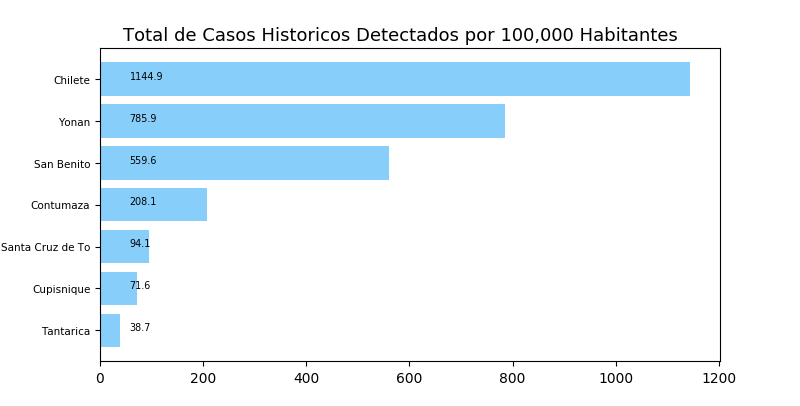 Total de Casos Historicos Detectados por 100,000 Habitantes
Chilete 1144.9
Yonan 785.9
San Benito 559.6
Contumaza 208.1
Santa Cruz de To 94.1
Cupisnique 71.6
Tantarica 38.7
0 200 400 600 800 1000 1200